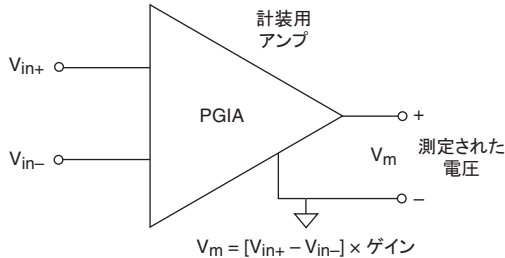 計装用
アンプ
Vin+
PGIA
+
Vm
測定された
電圧
Vin–
–
Vm = [Vin+ – Vin–] × ゲイン